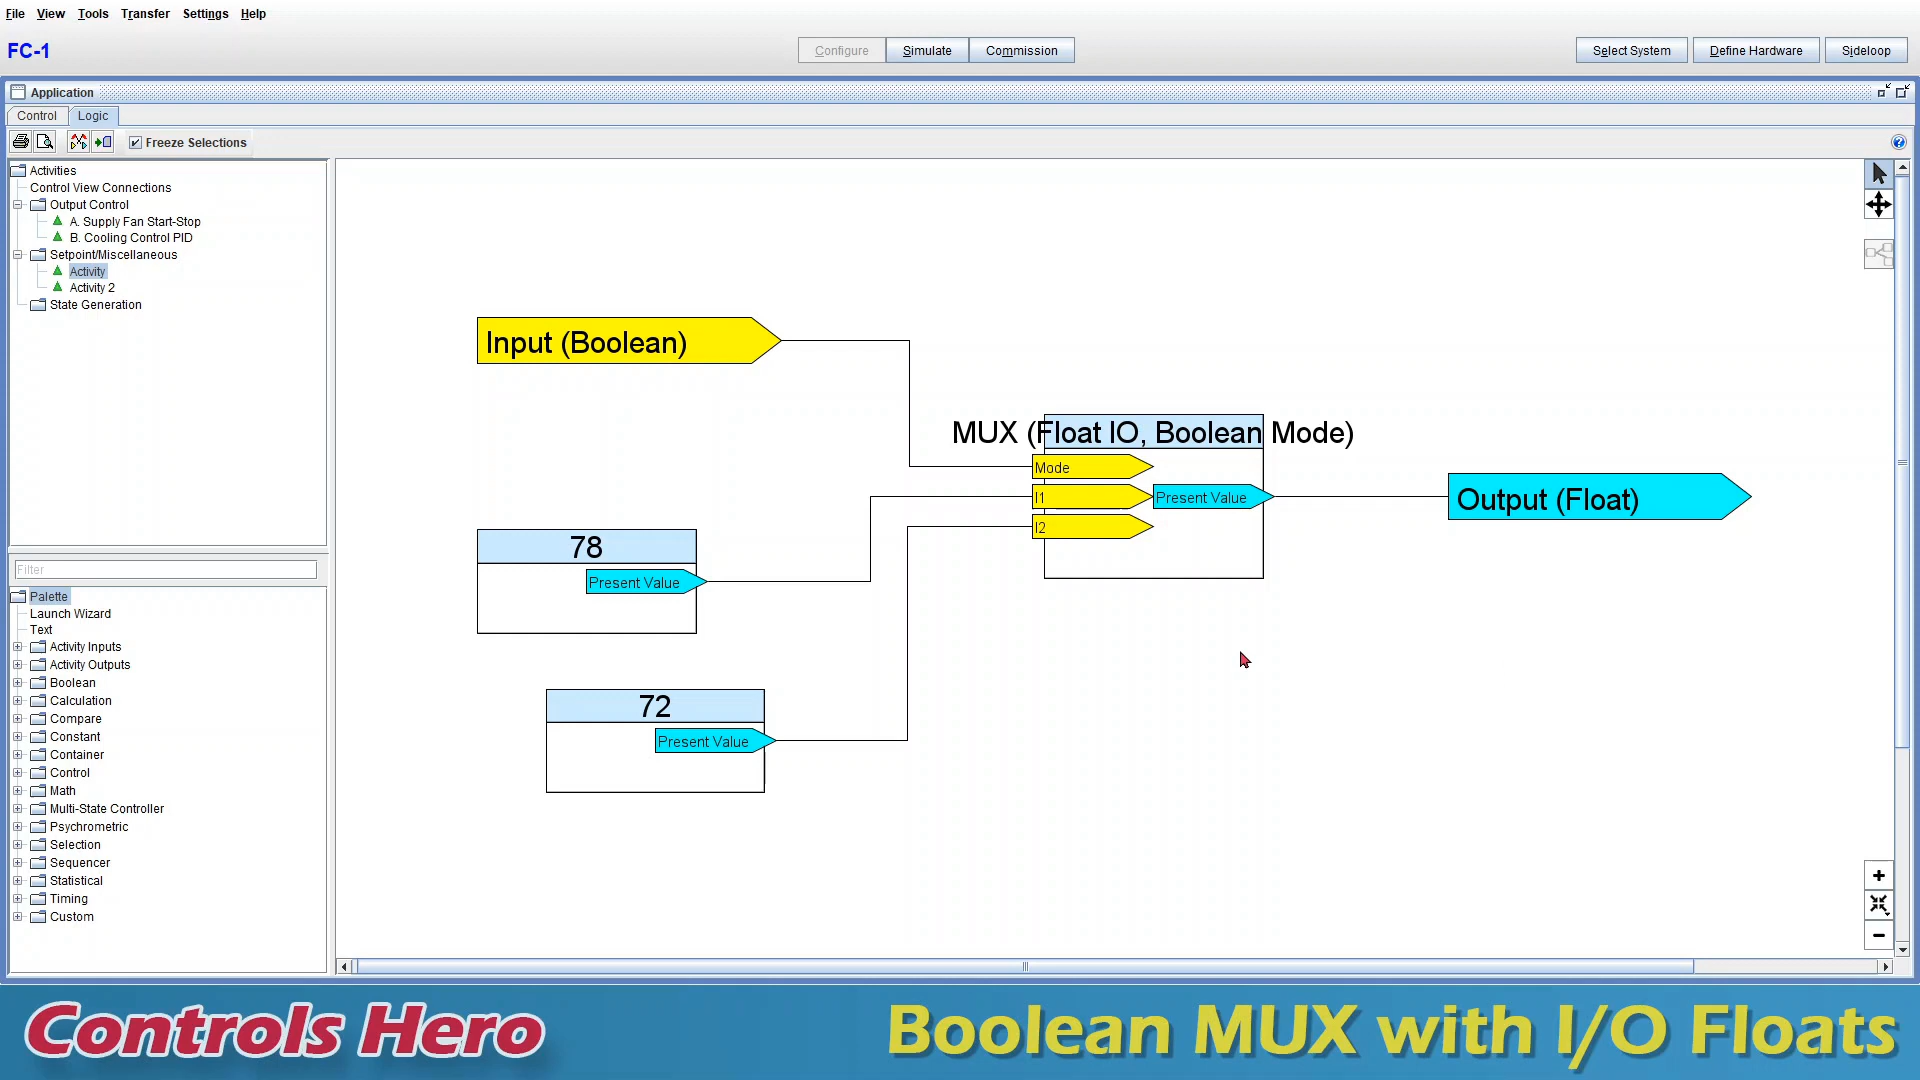 File View Tools Transfer Settings Help
FC-1
Configure Simulate Commission
Select System Define Hardware Sideloop
Application
Control Logic
Freeze Selections
Activities
Control View Connections
Output Control
A. Supply Fan Start-Stop
B. Cooling Control PID
Setpoint/Miscellaneous
Activity
Activity 2
State Generation
Filter
Palette
Launch Wizard
Text
Activity Inputs
Activity Outputs
Boolean
Calculation
Compare
Constant
Container
Control
Math
Multi-State Controller
Psychrometric
Selection
Sequencer
Statistical
Timing
Custom
Input (Boolean)
MUX (Float IO, Boolean Mode)
Mode
I1
Present Value
I2
Output (Float)
78
Present Value
72
Present Value
Controls Hero
Boolean MUX with I/O Floats